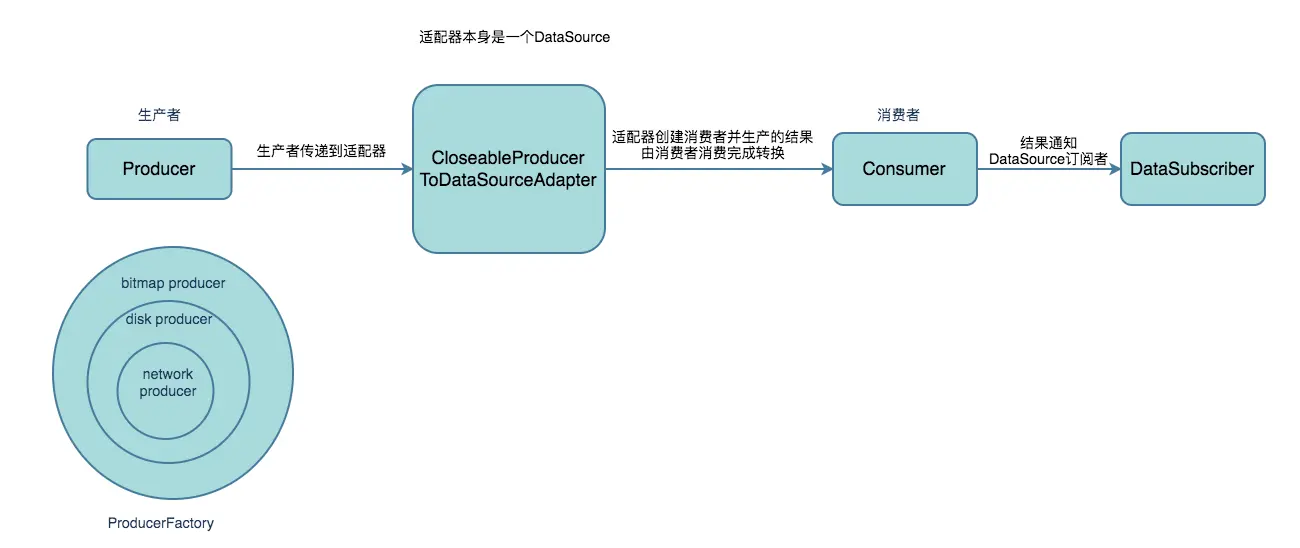 适配器本身是一个DataSource
生产者
消费者
Producer
生产者传递到适配器
CloseableProducer
ToDataSourceAdapter
适配器创建消费者并生产的结果
由消费者消费完成转换
Consumer
结果通知
DataSource订阅者
DataSubscriber
bitmap producer
disk producer
network
producer
ProducerFactory